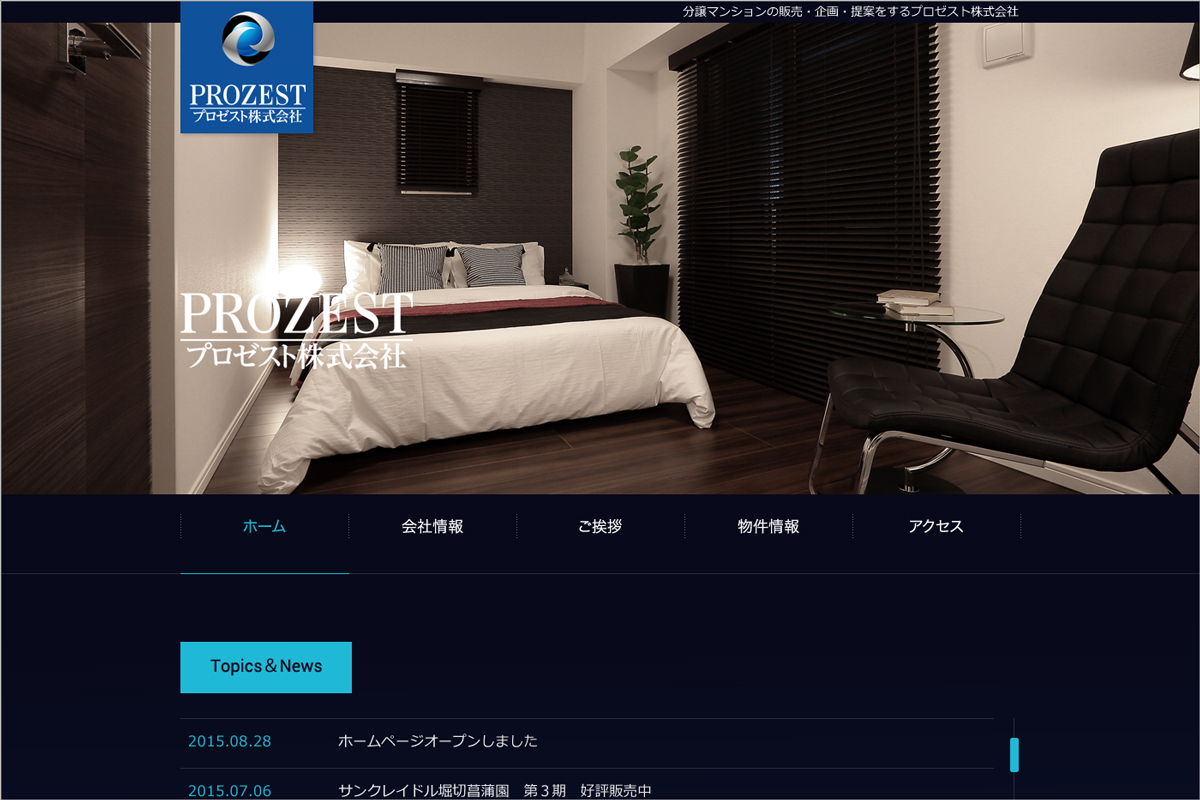 分譲マンションの販売・企画・提案をするプロゼスト株式会社
PROZEST
プロゼスト株式会社
PROZEST
プロゼスト株式会社
ホーム 会社情報 ご挨拶 物件情報 アクセス
Topics＆News
2015.08.28 ホームページオープンしました
2015.07.06 サンクレイドル堀切菖蒲園　第３期　好評販売中